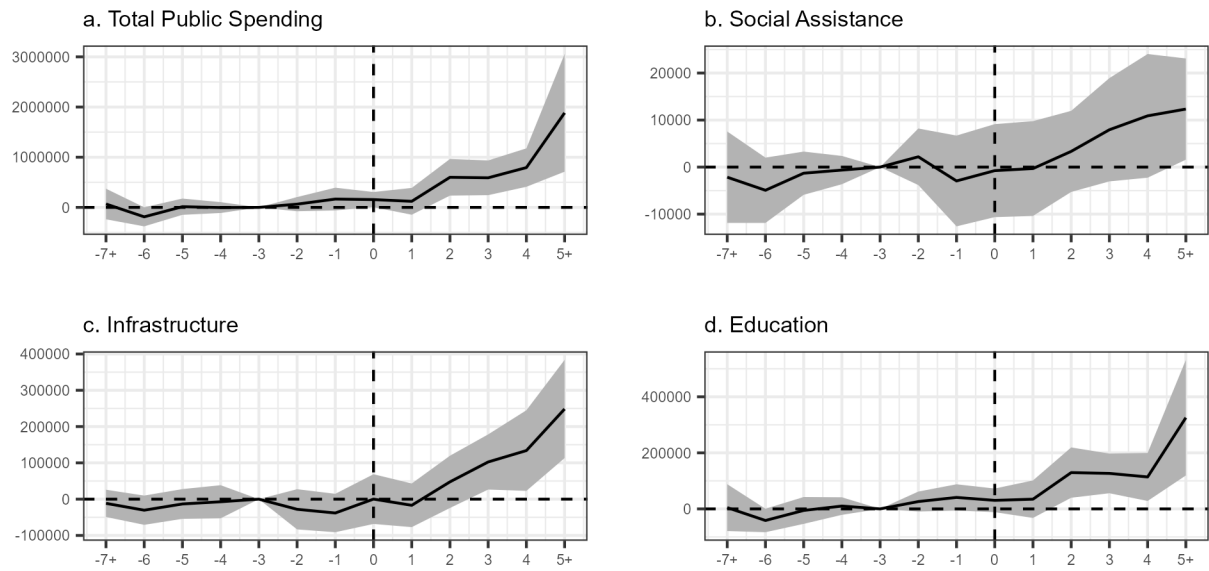 a. Total Public Spending
3000000
2000000
1000000
0
-7+ -6 -5 -4 -3 -2 -1 0 1 2 3 4 5+
b. Social Assistance
20000
10000
0
-10000
-7+ -6 -5 -4 -3 -2 -1 0 1 2 3 4 5+
c. Infrastructure
400000
300000
200000
100000
0
-100000
-7+ -6 -5 -4 -3 -2 -1 0 1 2 3 4 5+
d. Education
400000
200000
0
-7+ -6 -5 -4 -3 -2 -1 0 1 2 3 4 5+